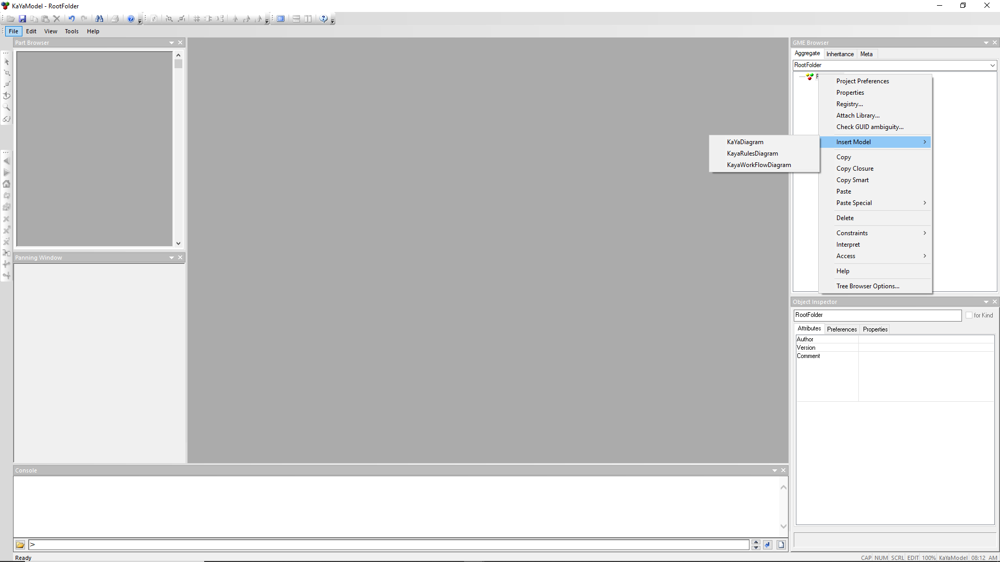 KaYaModel - RootFolder
File Edit View Tools Help
Part Browser
Panning Window
GME Browser
Aggregate Inheritance Meta
RootFolder
Project Preferences
Properties
Registry...
Attach Library...
Check GUID ambiguity...
Insert Model
KaYaDiagram
KayaRulesDiagram
KayaWorkFlowDiagram
Copy
Copy Closure
Copy Smart
Paste
Paste Special
Delete
Constraints
Interpret
Access
Help
Tree Browser Options...
Object Inspector
RootFolder for Kind
Attributes Preferences Properties
Author
Version
Comment
Console
>
Ready
CAP NUM SCRL EDIT 100% KaYaModel 08:12 AM